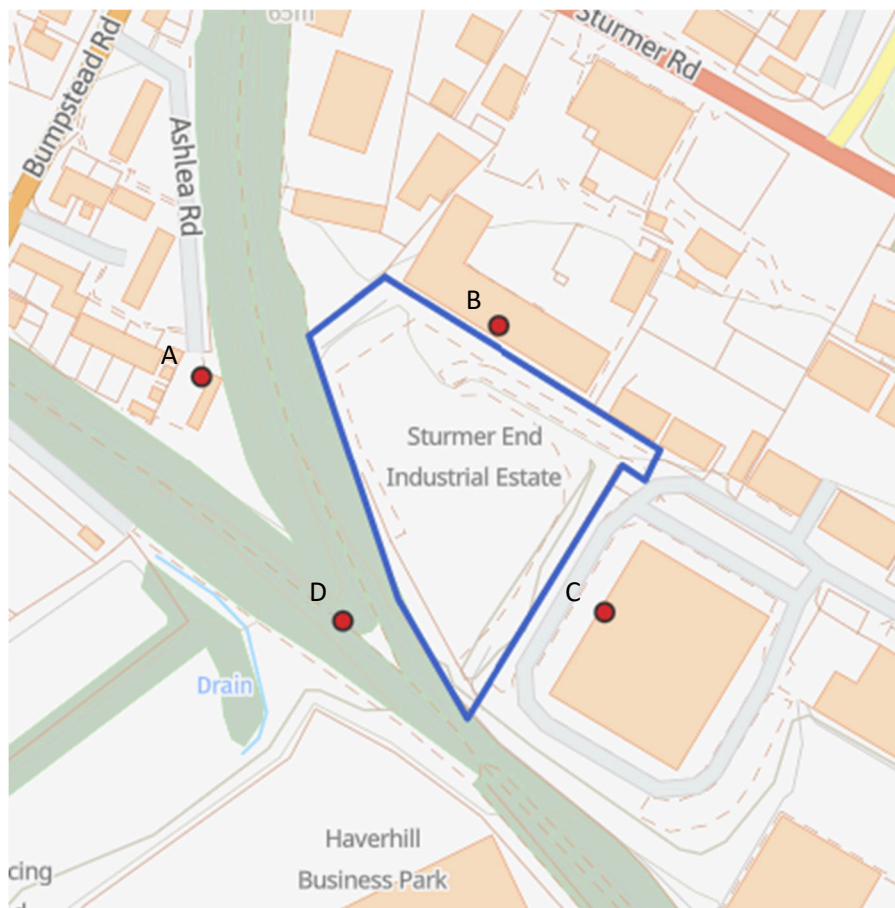 65m
Sturmer Rd
Bumpstead Rd
Ashlea Rd
B
A
Sturmer End
Industrial Estate
D
C
Drain
Haverhill
Business Park
cing